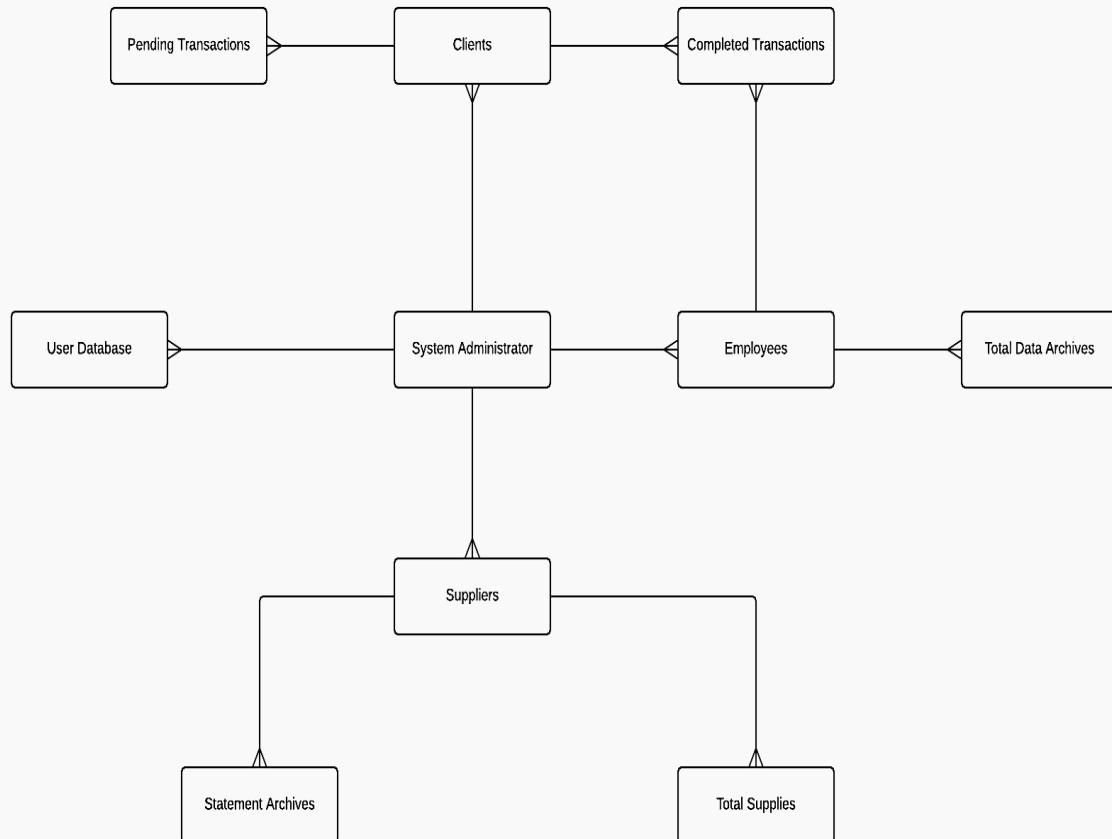 Pending Transactions
Clients
Completed Transactions
User Database
System Administrator
Employees
Total Data Archives
Suppliers
Statement Archives
Total Supplies